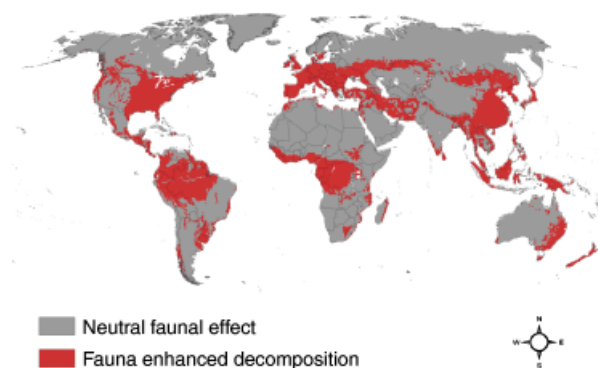 Neutral faunal effect
N
W E
S
Fauna enhanced decomposition